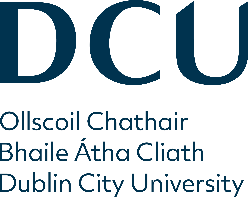 DCU
Ollscoil Chathair
Bhaile Átha Cliath
Dublin City University